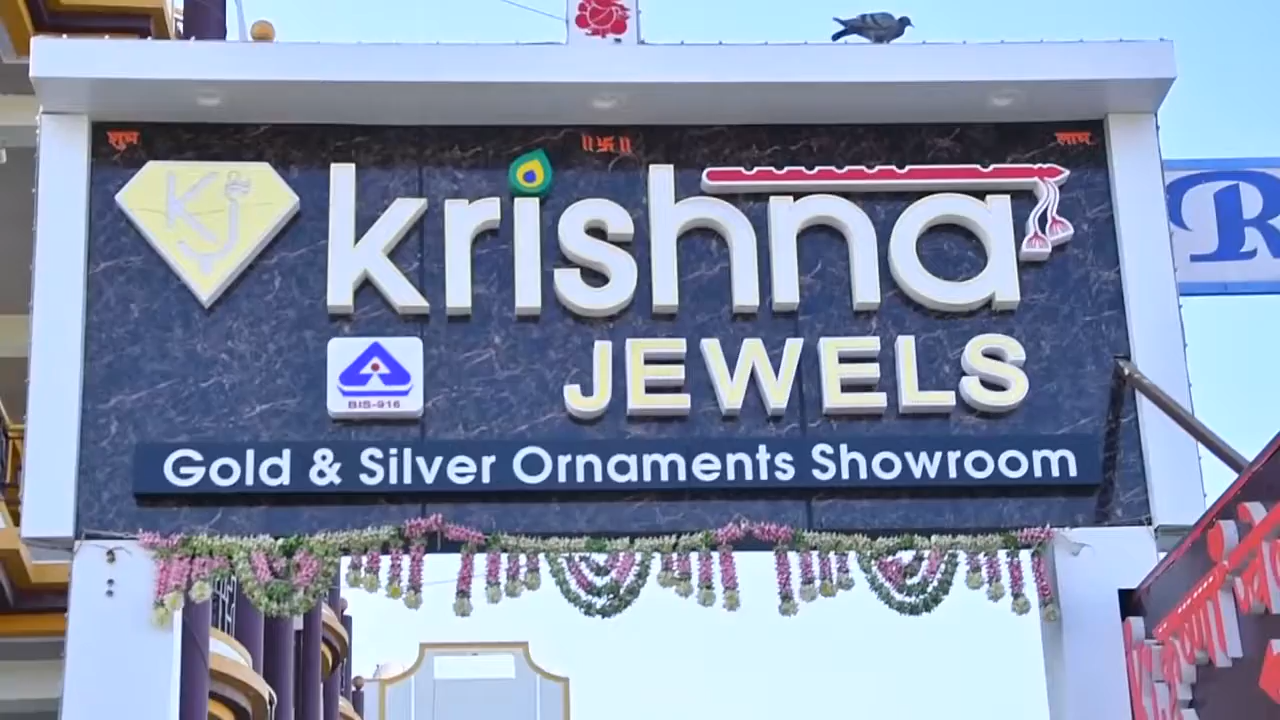 शुभ ॥卐॥ लाभ
KJ krishna
JEWELS
BIS-916
Gold & Silver Ornaments Showroom
R